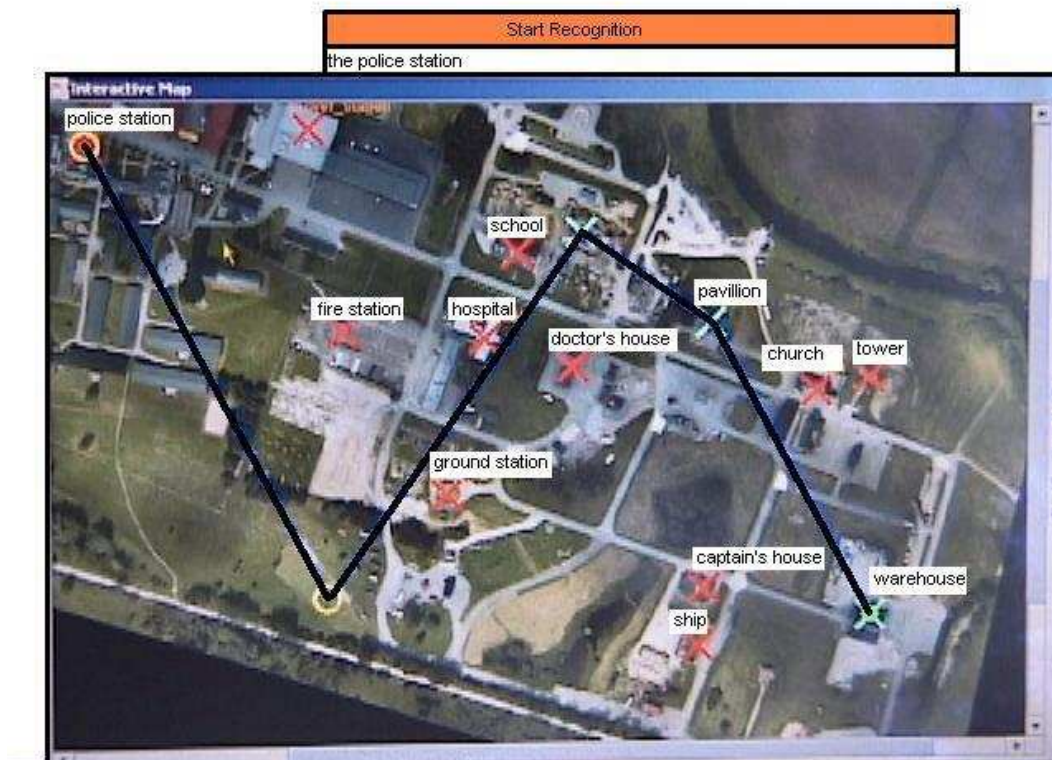 Start Recognition
the police station
Interactive Map
police station
school
pavillion
fire station
hospital
doctor's house
church
tower
ground station
captain's house
warehouse
ship